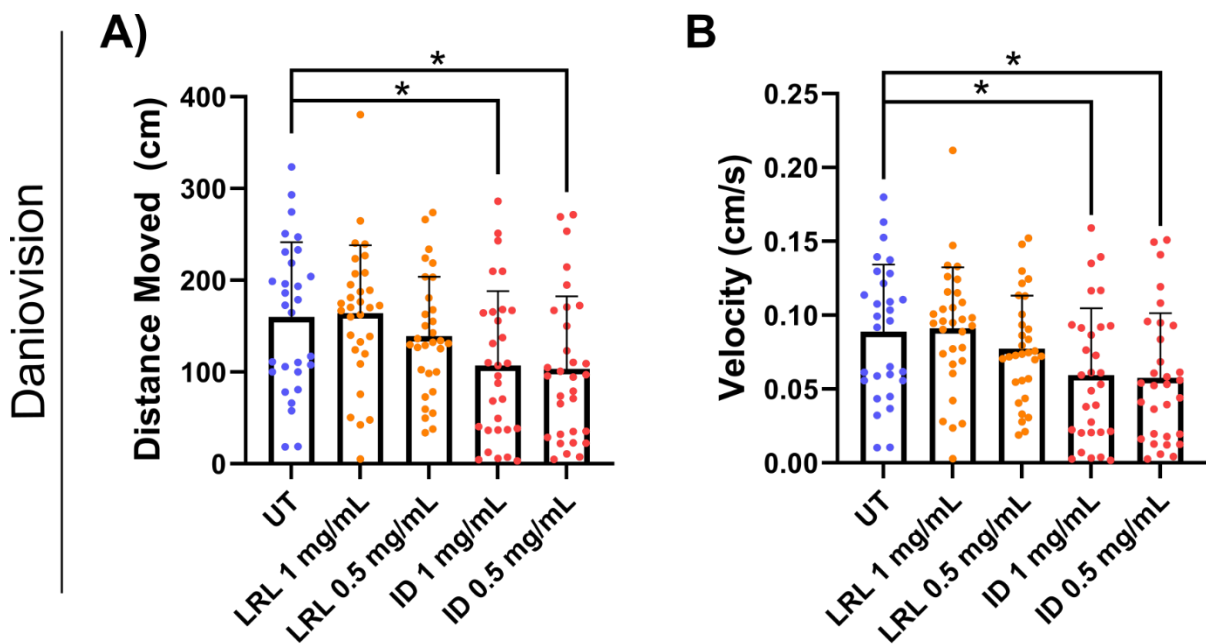 Daniovision
A)
Distance Moved (cm)
400
300
200
100
0
*
*
UT
LRL 1 mg/mL
LRL 0.5 mg/mL
ID 1 mg/mL
ID 0.5 mg/mL
B
Velocity (cm/s)
0.25
0.20
0.15
0.10
0.05
0.00
*
*
UT
LRL 1 mg/mL
LRL 0.5 mg/mL
ID 1 mg/mL
ID 0.5 mg/mL